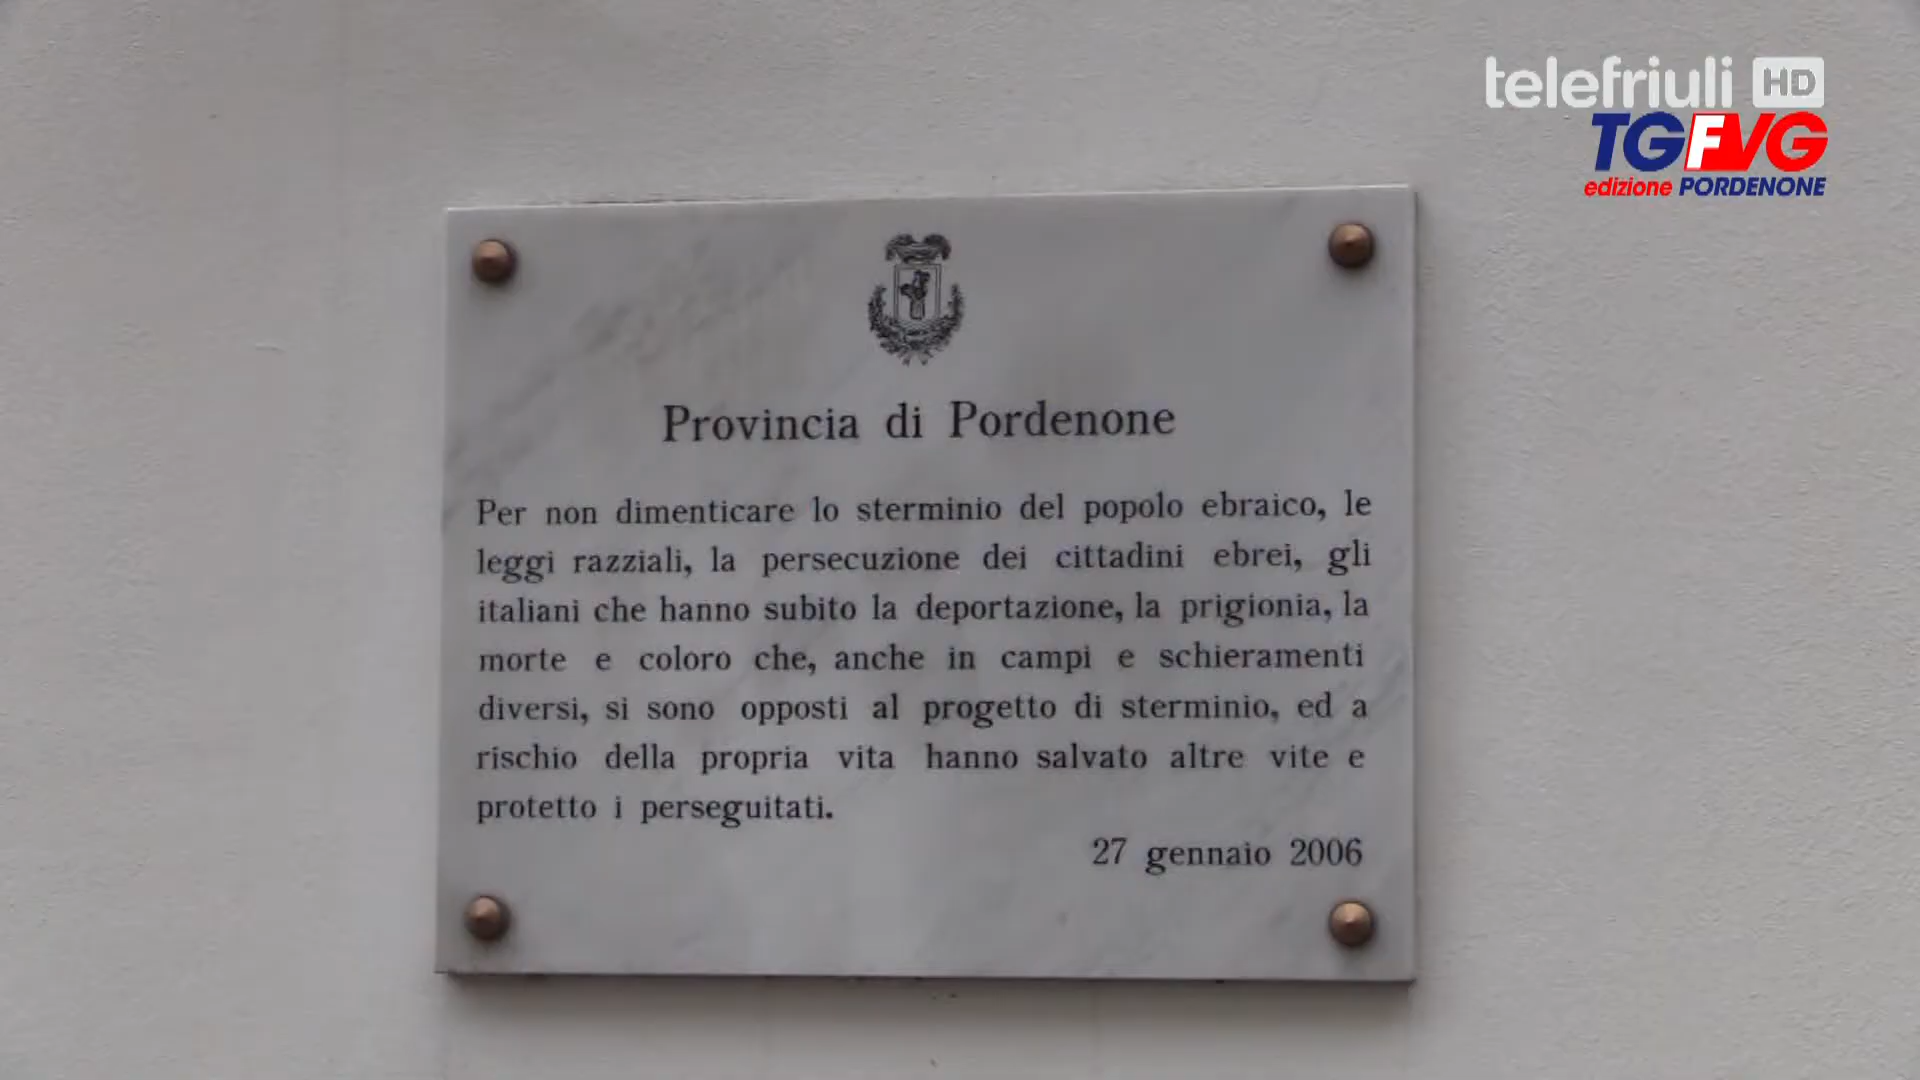 telefriuli HD
TGFVG
edizione PORDENONE
Provincia di Pordenone
Per non dimenticare lo sterminio del popolo ebraico, le
leggi razziali, la persecuzione dei cittadini ebrei, gli
italiani che hanno subito la deportazione, la prigionia, la
morte e coloro che, anche in campi e schieramenti
diversi, si sono opposti al progetto di sterminio, ed a
rischio della propria vita hanno salvato altre vite e
protetto i perseguitati.
27 gennaio 2006